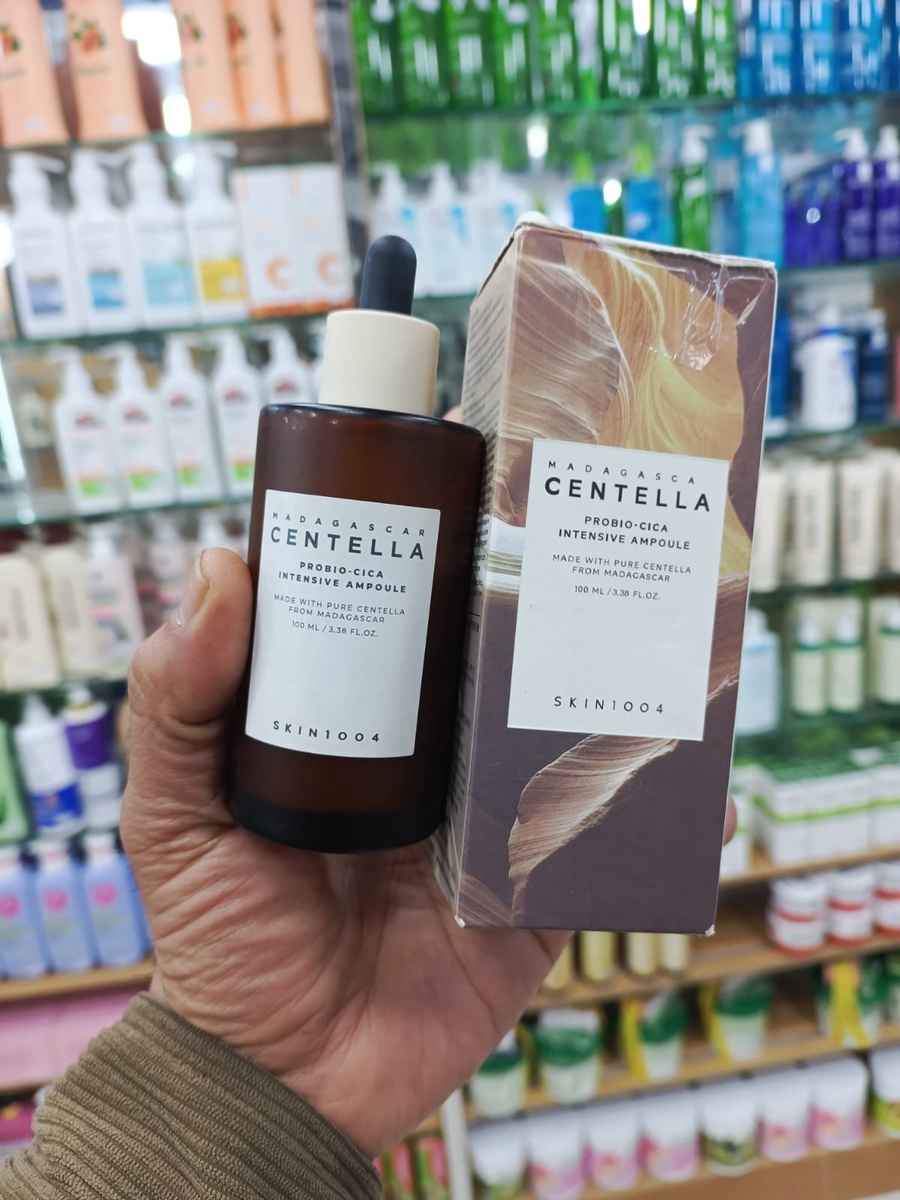 MADAGASCAR
CENTELLA
PROBIO-CICA
INTENSIVE AMPOULE
MADE WITH PURE CENTELLA
FROM MADAGASCAR
100 ML / 3.38 FL.OZ.
SKIN1004
MADAGASCA
CENTELLA
PROBIO-CICA
INTENSIVE AMPOULE
MADE WITH PURE CENTELLA
FROM MADAGASCAR
100 ML / 3.38 FL.OZ.
SKIN1004